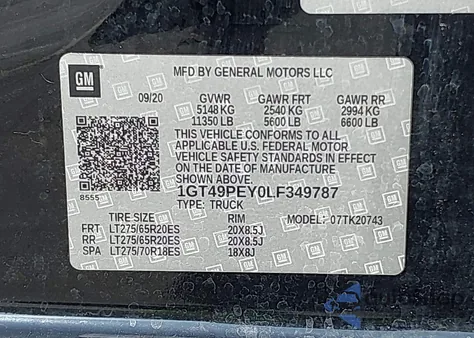 GM
MFD BY GENERAL MOTORS LLC
09/20 GVWR GAWR FRT GAWR RR
5148 KG 2540 KG 2994 KG
11350 LB 5600 LB 6600 LB
THIS VEHICLE CONFORMS TO ALL
APPLICABLE U.S. FEDERAL MOTOR
VEHICLE SAFETY STANDARDS IN EFFECT
ON THE DATE OF MANUFACTURE
SHOWN ABOVE.
8555 1GT49PEY0LF349787
TYPE: TRUCK
TIRE SIZE RIM MODEL: 07TK20743
FRT LT275/65R20ES 20X8.5J
RR LT275/65R20ES 20X8.5J
SPA LT275/70R18ES 18X8J